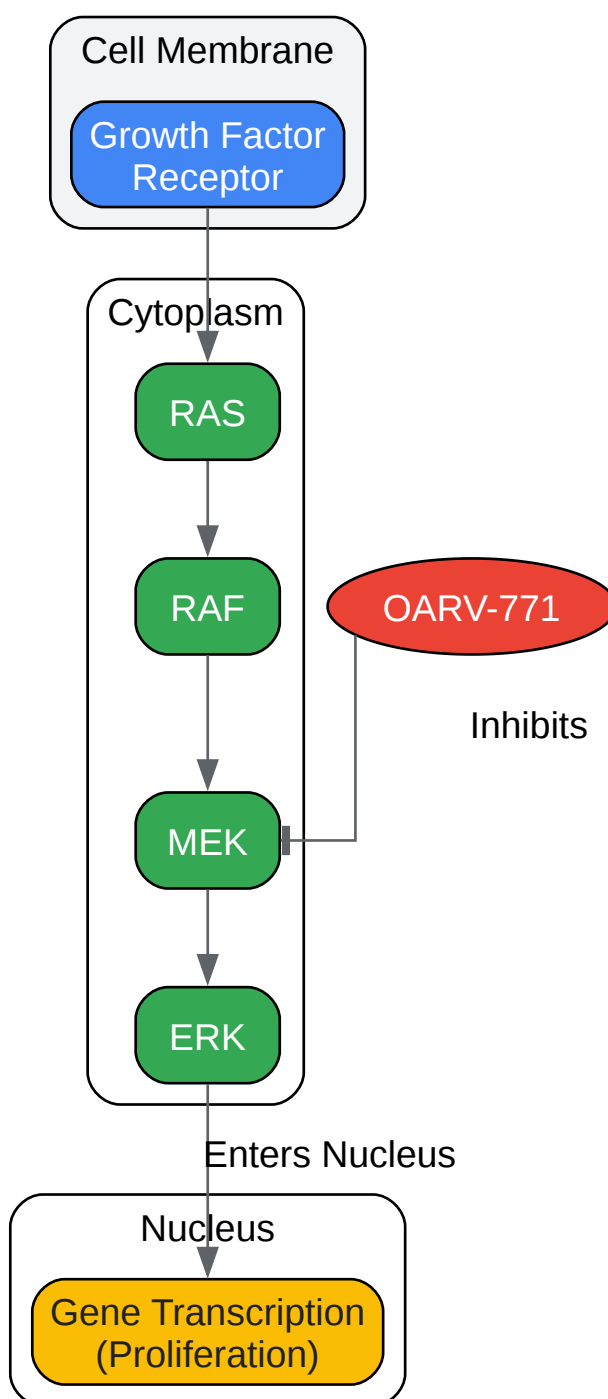 Cell Membrane
Growth Factor
Receptor
Cytoplasm
RAS
RAF
OARV-771
Inhibits
MEK
ERK
Enters Nucleus
Nucleus
Gene Transcription
(Proliferation)